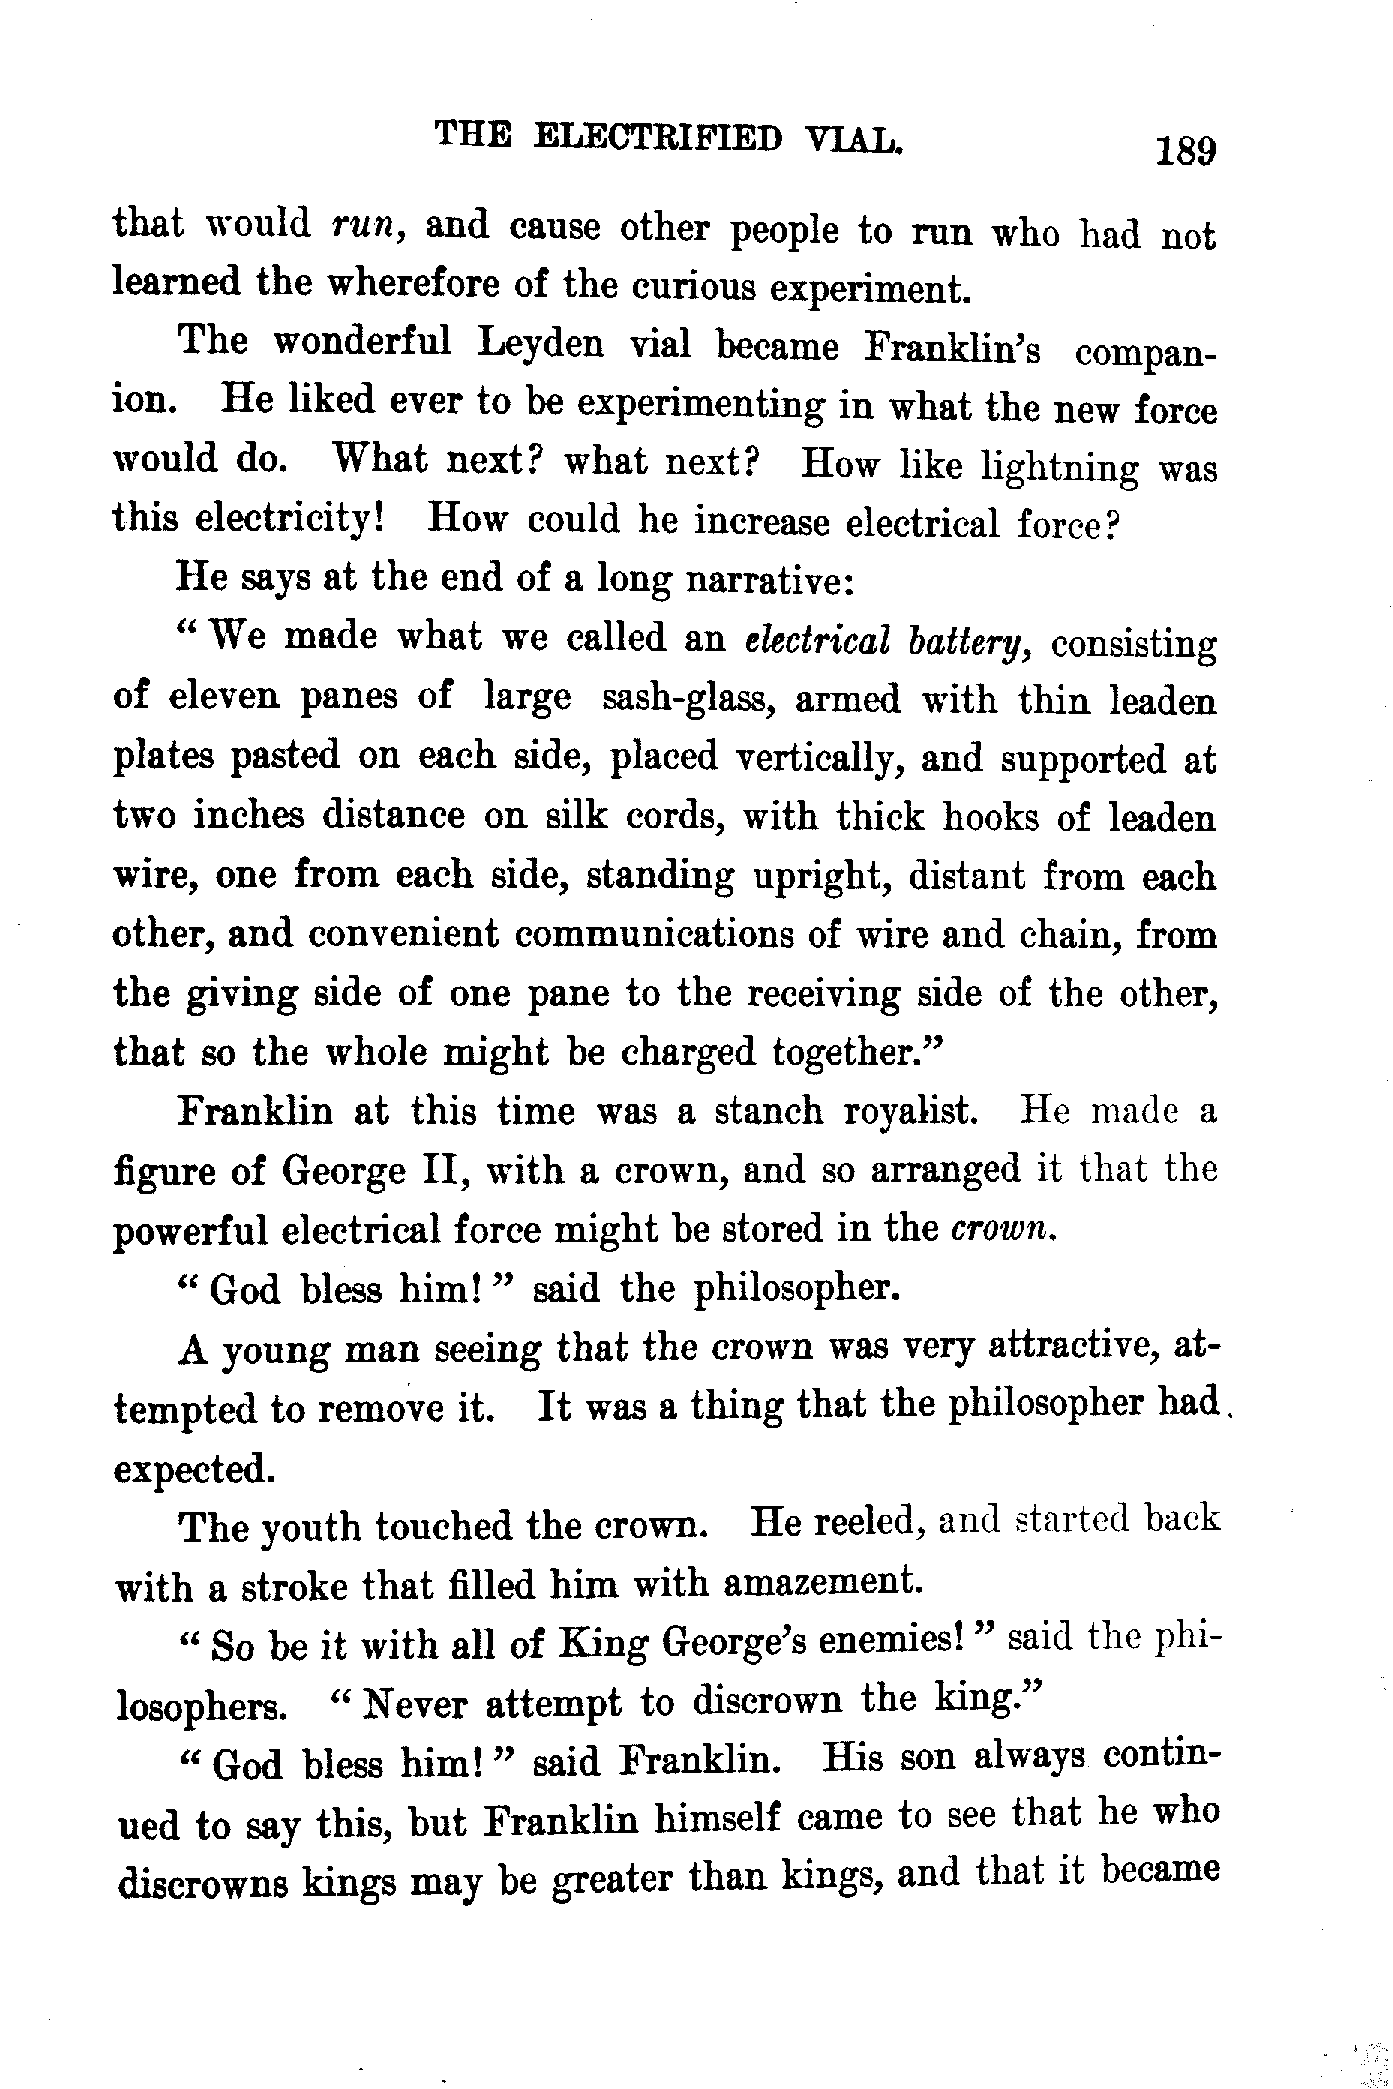 THE ELECTRIFIED VIAL. 189
that would run, and cause other people to run who had not
learned the wherefore of the curious experiment.
The wonderful Leyden vial became Franklin's compan-
ion. He liked ever to be experimenting in what the new force
would do. What next? what next? How like lightning was
this electricity! How could he increase electrical force?
He says at the end of a long narrative:
“ We made what we called an electrical battery, consisting
of eleven panes of large sash-glass, armed with thin leaden
plates pasted on each side, placed vertically, and supported at
two inches distance on silk cords, with thick hooks of leaden
wire, one from each side, standing upright, distant from each
other, and convenient communications of wire and chain, from
the giving side of one pane to the receiving side of the other,
that so the whole might be charged together.”
Franklin at this time was a stanch royalist. He made a
figure of George II, with a crown, and so arranged it that the
powerful electrical force might be stored in the crown.
“ God bless him! ” said the philosopher.
A young man seeing that the crown was very attractive, at-
tempted to remove it. It was a thing that the philosopher had
expected.
The youth touched the crown. He reeled, and started back
with a stroke that filled him with amazement.
“ So be it with all of King George's enemies! ” said the phi-
losophers. “ Never attempt to discrown the king.”
“ God bless him! ” said Franklin. His son always contin-
ued to say this, but Franklin himself came to see that he who
discrowns kings may be greater than kings, and that it became